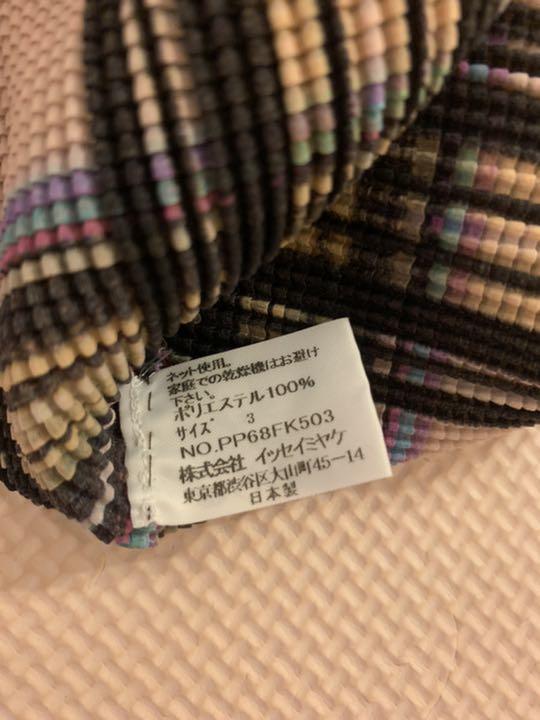 ネット使用。
家庭での乾燥機はお避け
下さい。
ポリエステル100%
サイズ 3
NO.PP68FK503
株式会社 イッセイミヤケ
東京都渋谷区大山町45-14
日本製